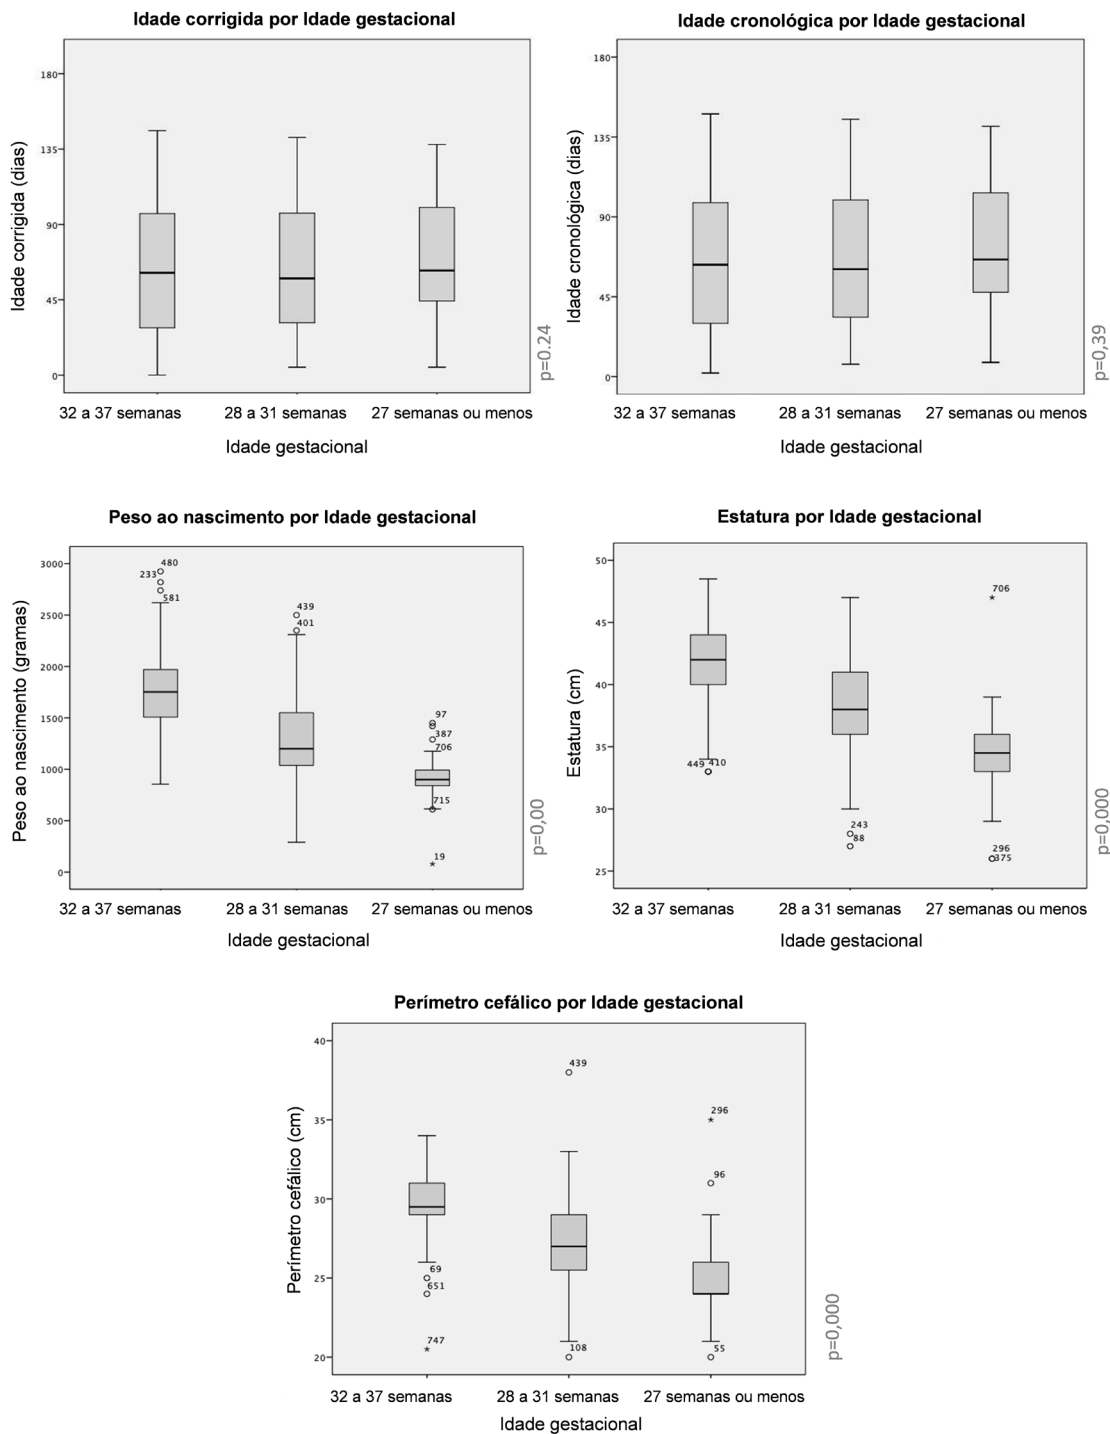 Idade corrigida por Idade gestacional
Idade corrigida (dias)
180
135
90
45
0
p=0.24
32 a 37 semanas
28 a 31 semanas
27 semanas ou menos
Idade gestacional
Idade cronológica por Idade gestacional
Idade cronológica (dias)
180
135
90
45
0
p=0,39
32 a 37 semanas
28 a 31 semanas
27 semanas ou menos
Idade gestacional
Peso ao nascimento por Idade gestacional
Peso ao nascimento (gramas)
3000
2500
2000
1500
1000
500
0
480
233
581
439
401
97
387
706
715
19
p=0,00
32 a 37 semanas
28 a 31 semanas
27 semanas ou menos
Idade gestacional
Estatura por Idade gestacional
Estatura (cm)
50
45
40
35
30
25
706
449
410
243
88
296
375
p=0,000
32 a 37 semanas
28 a 31 semanas
27 semanas ou menos
Idade gestacional
Perímetro cefálico por Idade gestacional
Perímetro cefálico (cm)
40
35
30
25
20
439
296
96
69
651
747
108
55
p=0,000
32 a 37 semanas
28 a 31 semanas
27 semanas ou menos
Idade gestacional